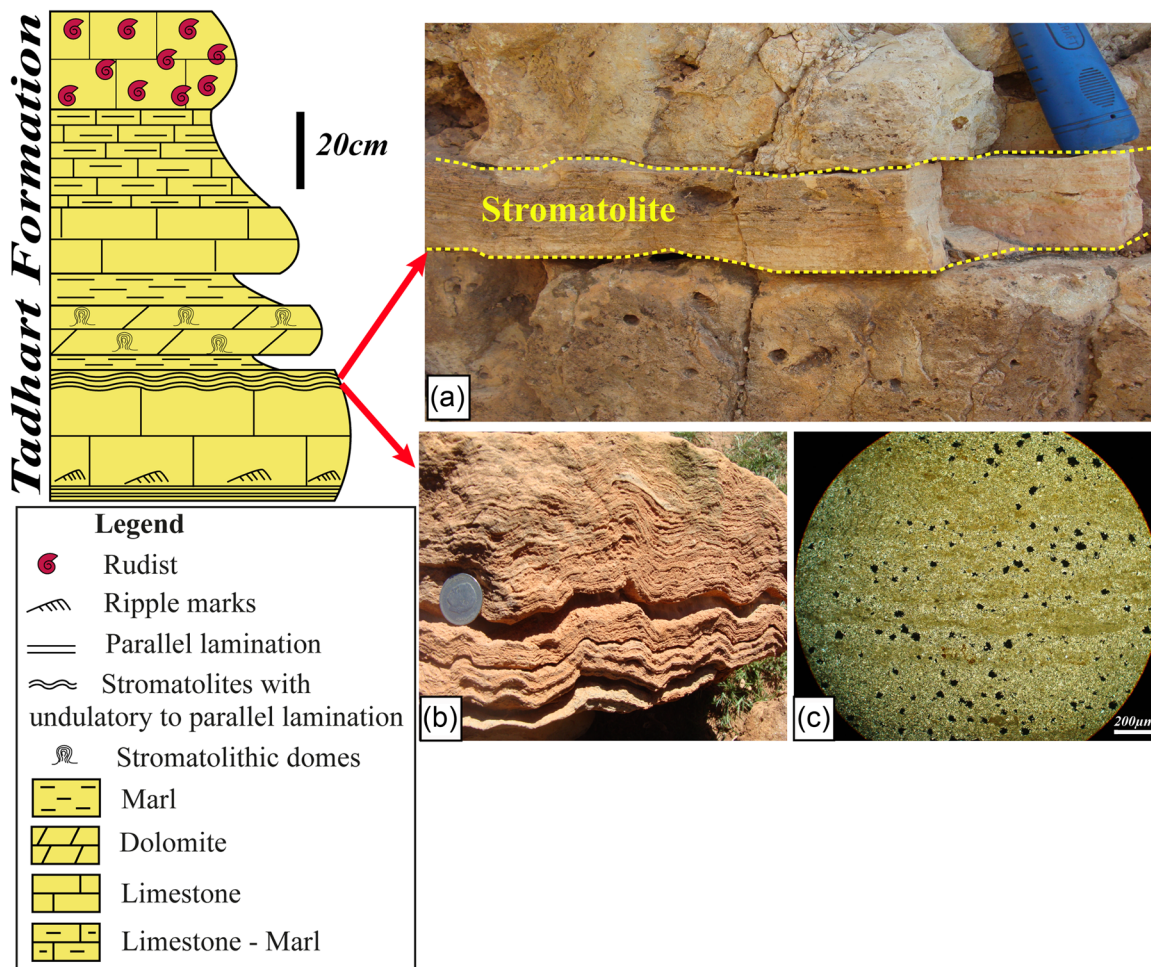 Tadhart Formation
20cm
Stromatolite
(a)
(b)
(c)
200µm
Legend
Rudist
Ripple marks
Parallel lamination
Stromatolites with
undulatory to parallel lamination
Stromatolithic domes
Marl
Dolomite
Limestone
Limestone - Marl